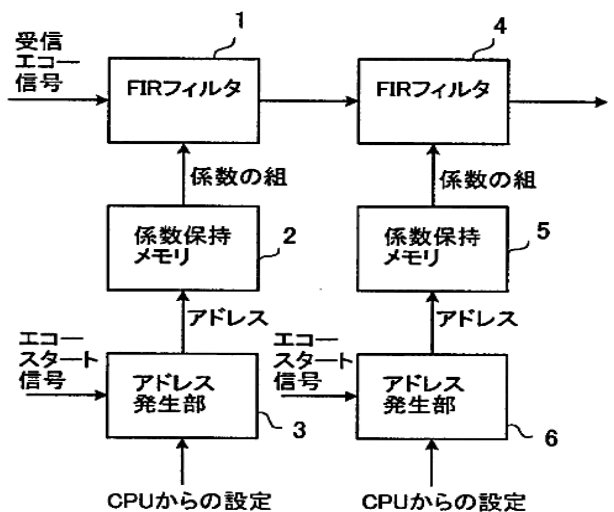 1
4
受信
エコー
信号
FIRフィルタ
FIRフィルタ
係数の組
係数の組
係数保持
メモリ
2
係数保持
メモリ
5
アドレス
アドレス
エコー
スタート
信号
アドレス
発生部
3
エコー
スタート
信号
アドレス
発生部
6
CPUからの設定
CPUからの設定